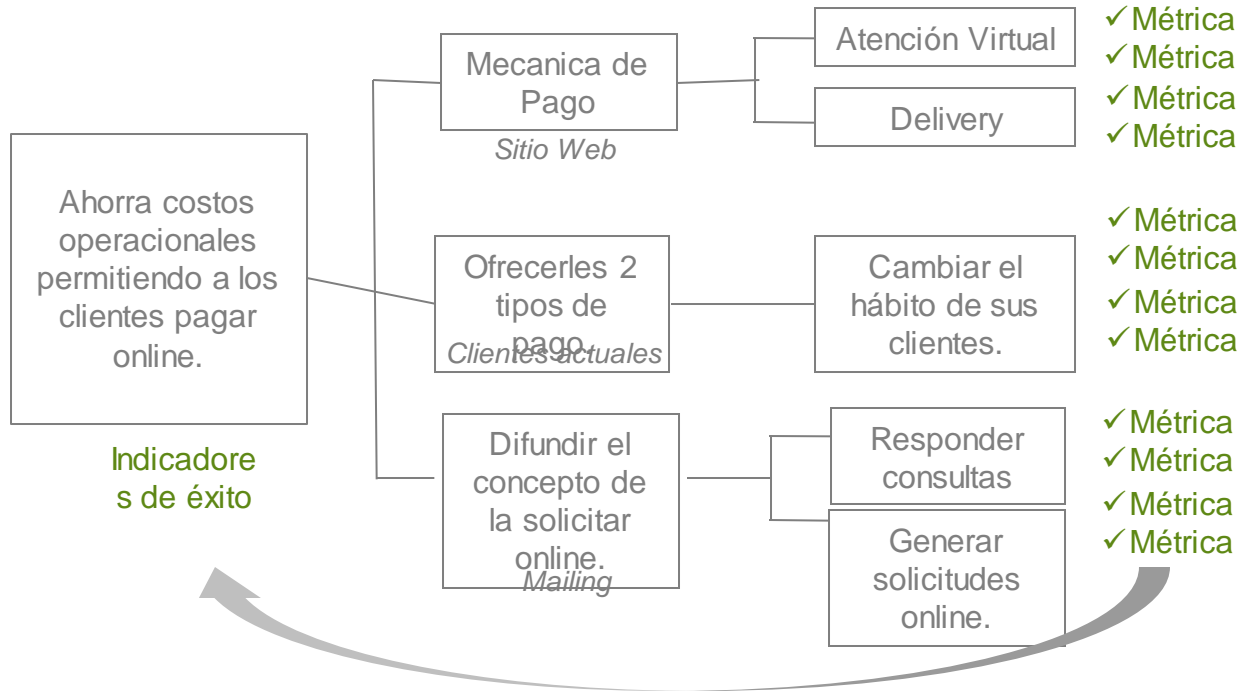 Ahorra costos
operacionales
permitiendo a los
clientes pagar
online.
Indicadore
s de éxito
Mecanica de
Pago
Sitio Web
Atención Virtual
Delivery
✓Métrica
✓Métrica
✓Métrica
✓Métrica
Ofrecerles 2
tipos de
pago.
Clientes actuales
Cambiar el
hábito de sus
clientes.
✓Métrica
✓Métrica
✓Métrica
✓Métrica
Difundir el
concepto de
la solicitar
online.
Mailing
Responder
consultas
Generar
solicitudes
online.
✓Métrica
✓Métrica
✓Métrica
✓Métrica